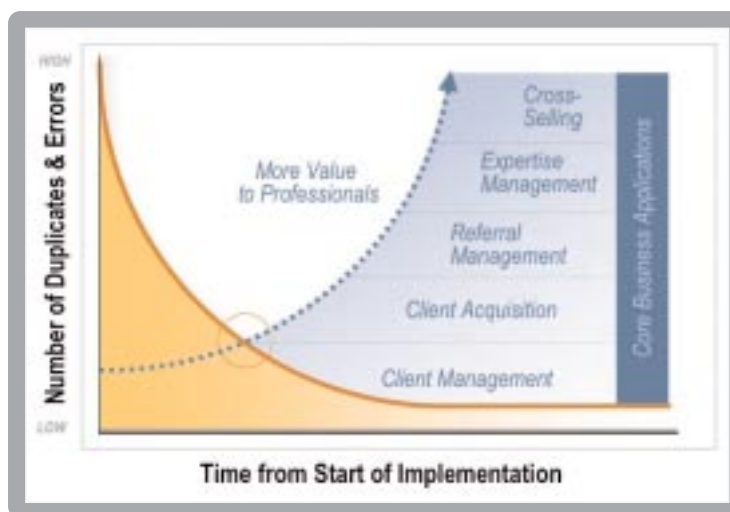 HIGH
Number of Duplicates & Errors
LOW
More Value
to Professionals
Cross-
Selling
Expertise
Management
Referral
Management
Client Acquisition
Client Management
Core Business Applications
Time from Start of Implementation